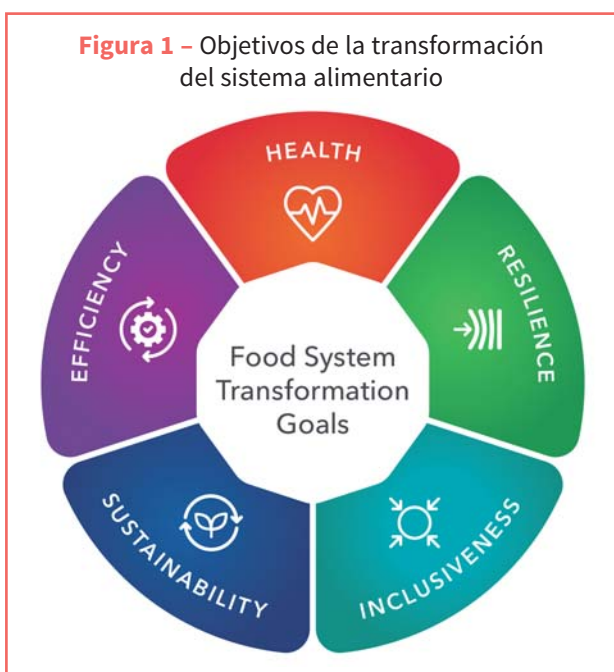 Figura 1 – Objetivos de la transformación
del sistema alimentario
HEALTH
RESILIENCE
EFFICIENCY
Food System
Transformation
Goals
SUSTAINABILITY
INCLUSIVENESS